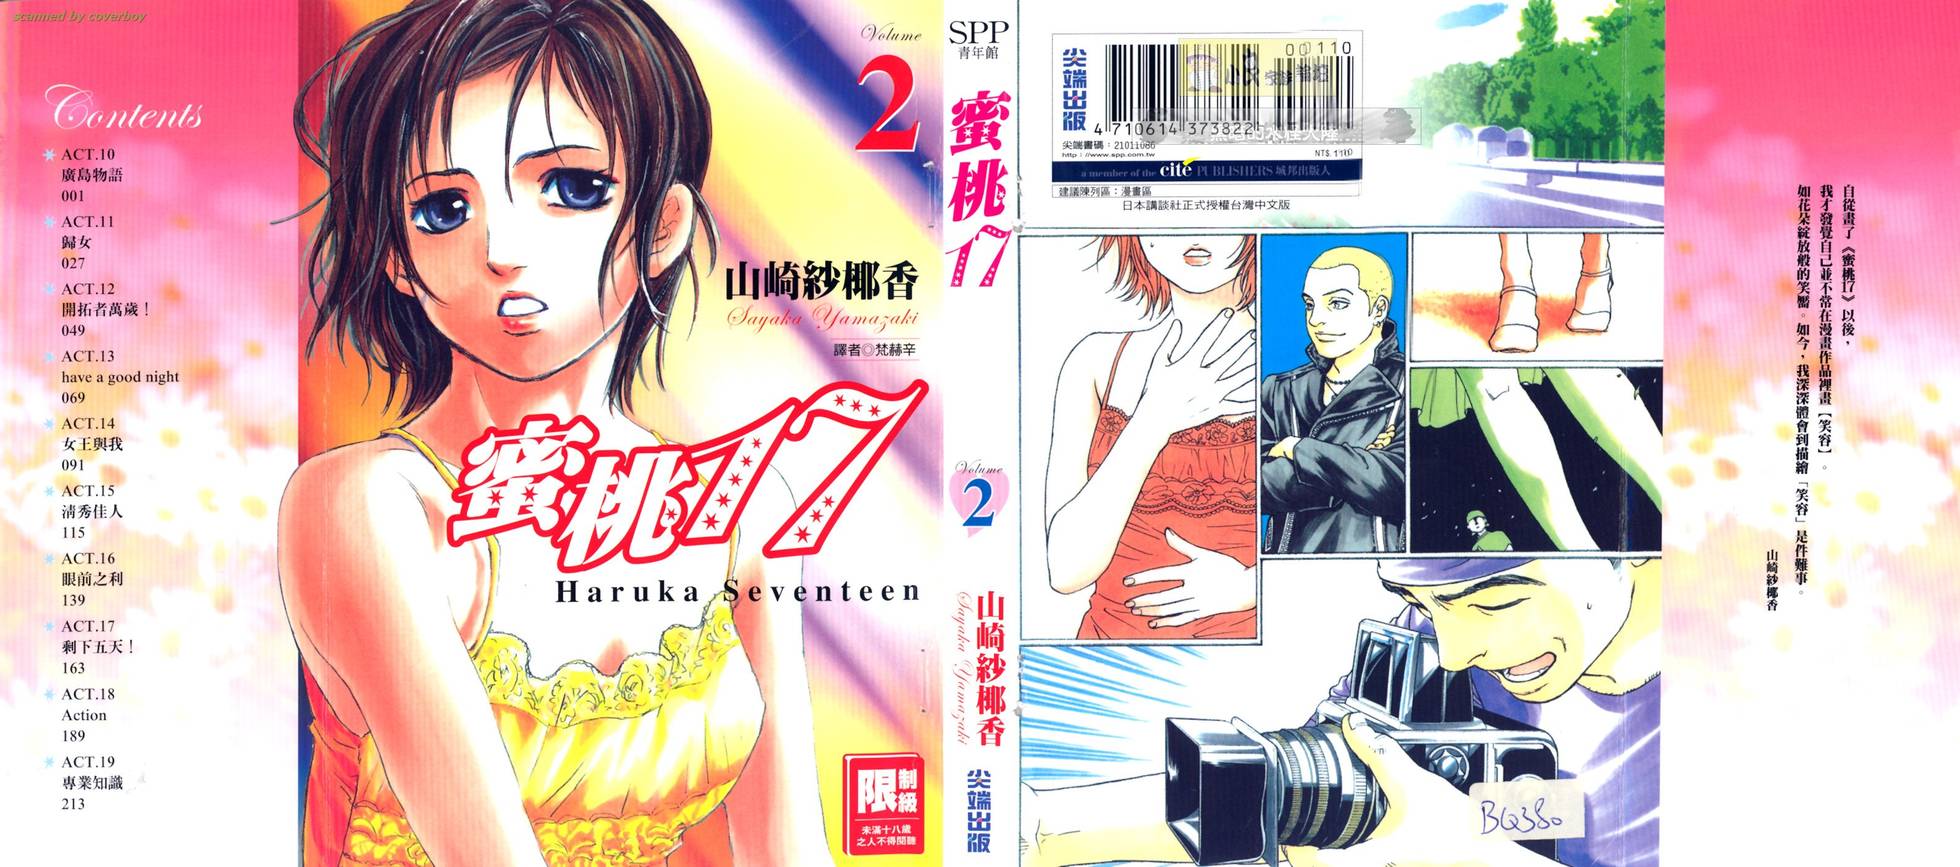 scanned by coverboy
Contents
ACT.10
廣島物語
001
ACT.11
歸女
027
ACT.12
開拓者萬歲！
049
ACT.13
have a good night
069
ACT.14
女王與我
091
ACT.15
清秀佳人
115
ACT.16
眼前之利
139
ACT.17
剩下五天！
163
ACT.18
Action
189
ACT.19
專業知識
213
Volume
2
山崎紗椰香
Sayaka Yamazaki
譯者◎梵赫辛
蜜桃17
Haruka Seventeen
限制級
未滿十八歲
之人不得閱聽
SPP
青年館
蜜桃17
Volume
2
山崎紗椰香
Sayaka Yamazaki
尖端出版
尖端出版
00110
4 710614 373822
尖端書碼：21011086
http://www.spp.com.tw
NT$.110
a member of the cité PUBLISHERS 城邦出版人
建議陳列區：漫畫區
日本講談社正式授權台灣中文版
BQ380
自從畫了《蜜桃17》以後，
我才發覺自己並不常在漫畫作品裡畫【笑容】。
如花朵綻放般的笑靨。如今，我深深體會到描繪「笑容」是件難事。
山崎紗椰香